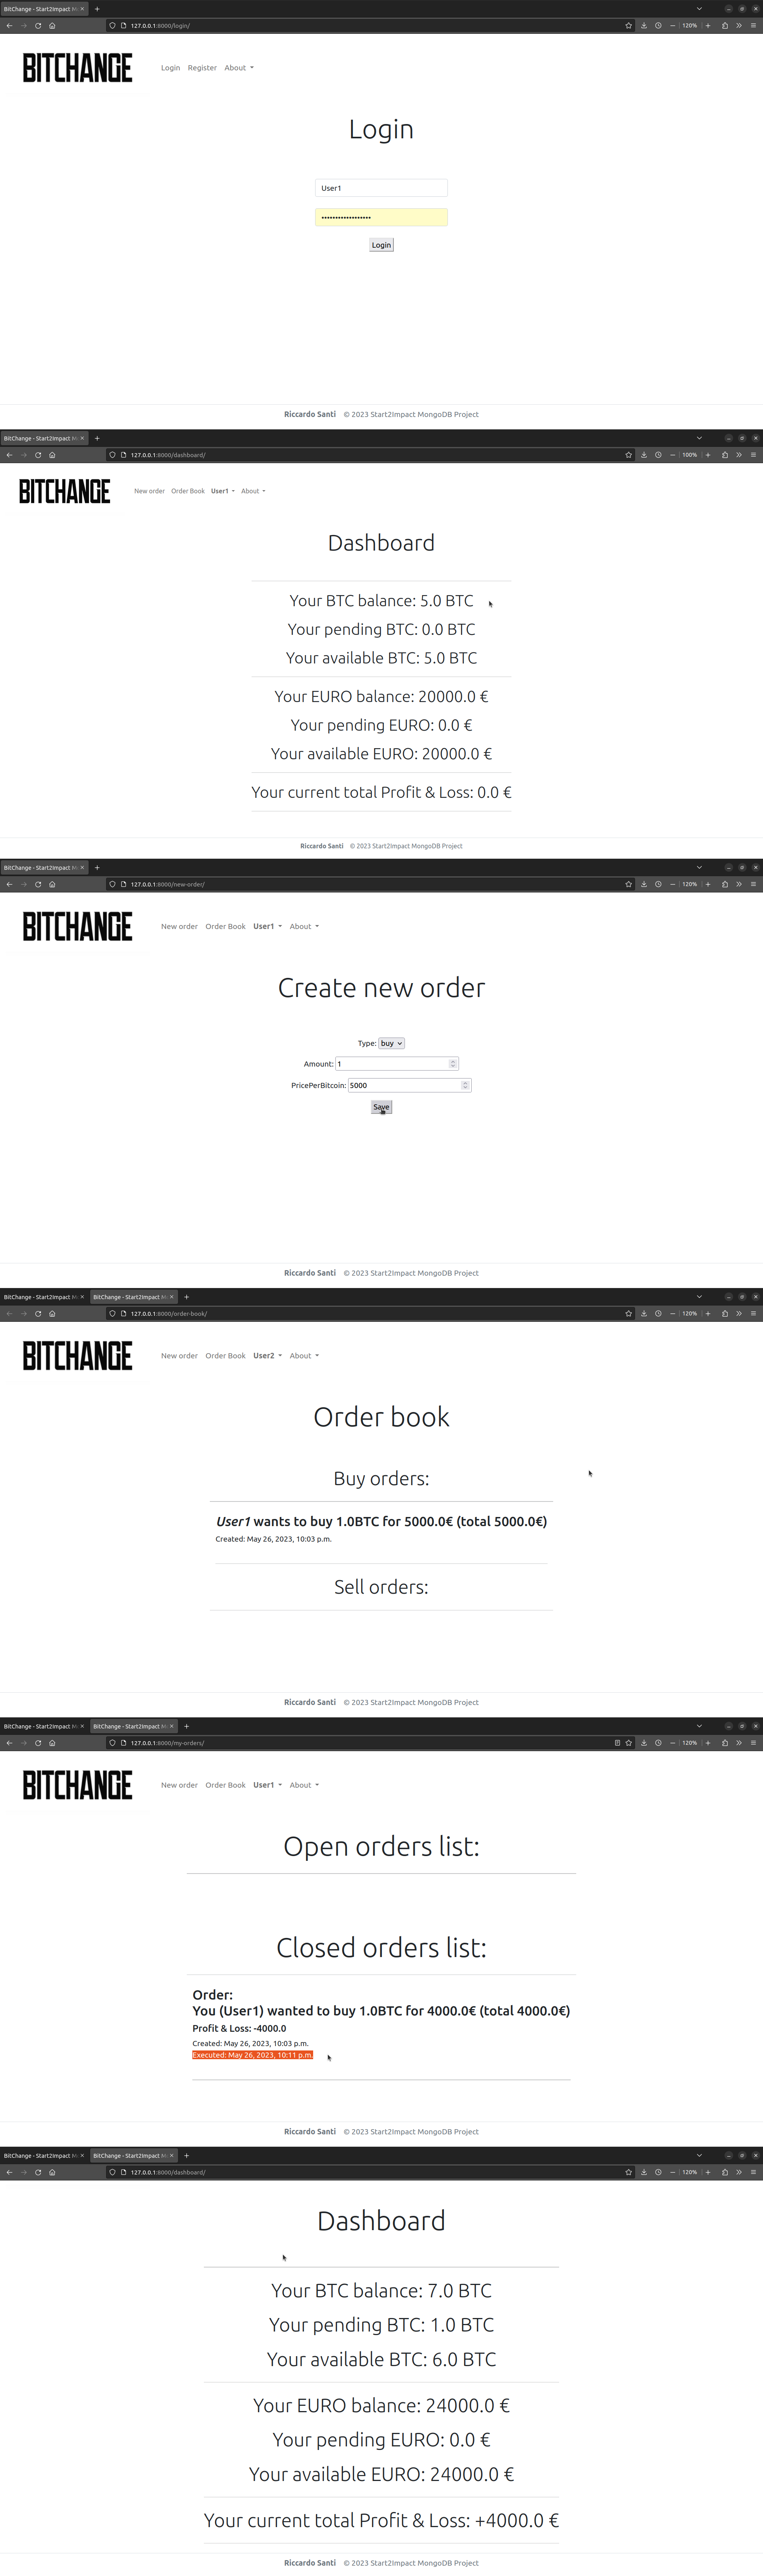 BitChange - Start2Impact M
127.0.0.1:8000/login/
120%
BITCHANGE
Login Register About
Login
User1
Login
Riccardo Santi © 2023 Start2Impact MongoDB Project
BitChange - Start2Impact M
127.0.0.1:8000/dashboard/
100%
BITCHANGE
New order Order Book User1 About
Dashboard
Your BTC balance: 5.0 BTC
Your pending BTC: 0.0 BTC
Your available BTC: 5.0 BTC
Your EURO balance: 20000.0 €
Your pending EURO: 0.0 €
Your available EURO: 20000.0 €
Your current total Profit & Loss: 0.0 €
Riccardo Santi © 2023 Start2Impact MongoDB Project
BitChange - Start2Impact M
127.0.0.1:8000/new-order/
120%
BITCHANGE
New order Order Book User1 About
Create new order
Type: buy
Amount: 1
PricePerBitcoin: 5000
Save
Riccardo Santi © 2023 Start2Impact MongoDB Project
BitChange - Start2Impact M BitChange - Start2Impact M
127.0.0.1:8000/order-book/
120%
BITCHANGE
New order Order Book User2 About
Order book
Buy orders:
User1 wants to buy 1.0BTC for 5000.0€ (total 5000.0€)
Created: May 26, 2023, 10:03 p.m.
Sell orders:
Riccardo Santi © 2023 Start2Impact MongoDB Project
BitChange - Start2Impact M BitChange - Start2Impact M
127.0.0.1:8000/my-orders/
120%
BITCHANGE
New order Order Book User1 About
Open orders list:
Closed orders list:
Order:
You (User1) wanted to buy 1.0BTC for 4000.0€ (total 4000.0€)
Profit & Loss: -4000.0
Created: May 26, 2023, 10:03 p.m.
Executed: May 26, 2023, 10:11 p.m.
Riccardo Santi © 2023 Start2Impact MongoDB Project
BitChange - Start2Impact M BitChange - Start2Impact M
127.0.0.1:8000/dashboard/
120%
Dashboard
Your BTC balance: 7.0 BTC
Your pending BTC: 1.0 BTC
Your available BTC: 6.0 BTC
Your EURO balance: 24000.0 €
Your pending EURO: 0.0 €
Your available EURO: 24000.0 €
Your current total Profit & Loss: +4000.0 €
Riccardo Santi © 2023 Start2Impact MongoDB Project